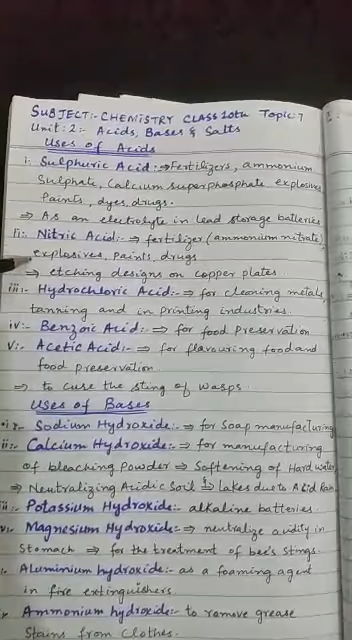 SUBJECT:- CHEMISTRY CLASS 10th Topic:7
Unit:2:- Acids, Bases & Salts
Uses of Acids
i. Sulphuric Acid:→ Fertilizers, ammonium
Sulphate, Calcium superphosphate explosives
Paints, dyes, drugs.
⇒ As an electrolyte in lead storage batteries
ii- Nitric Acid:- → fertilizer (ammonium nitrate),
explosives, paints, drugs
⇒ etching designs on copper plates
iii:- Hydrochloric Acid:- → for cleaning metals,
tanning and in printing industries.
iv- Benzoic Acid:- ⇒ for food preservation
v:- Acetic Acid:- → for flavouring food and
food preservation.
⇒ to cure the sting of wasps.
Uses of Bases
i:- Sodium Hydroxide:- → for soap manufacturing
ii:- Calcium Hydroxide:- → for manufacturing
of bleaching Powder ⇒ Softening of Hard water
⇒ Neutralizing Acidic Soil & Lakes due to Acid Rain
Potassium Hydroxide:- alkaline batteries.
Magnesium Hydroxide:- ⇒ neutralize acidity in
Stomach ⇒ for the treatment of bee's stings.
Aluminium hydroxide:- as a foaming agent
in fire extinguishers.
Ammonium hydroxide:- to remove grease
Stains from clothes.